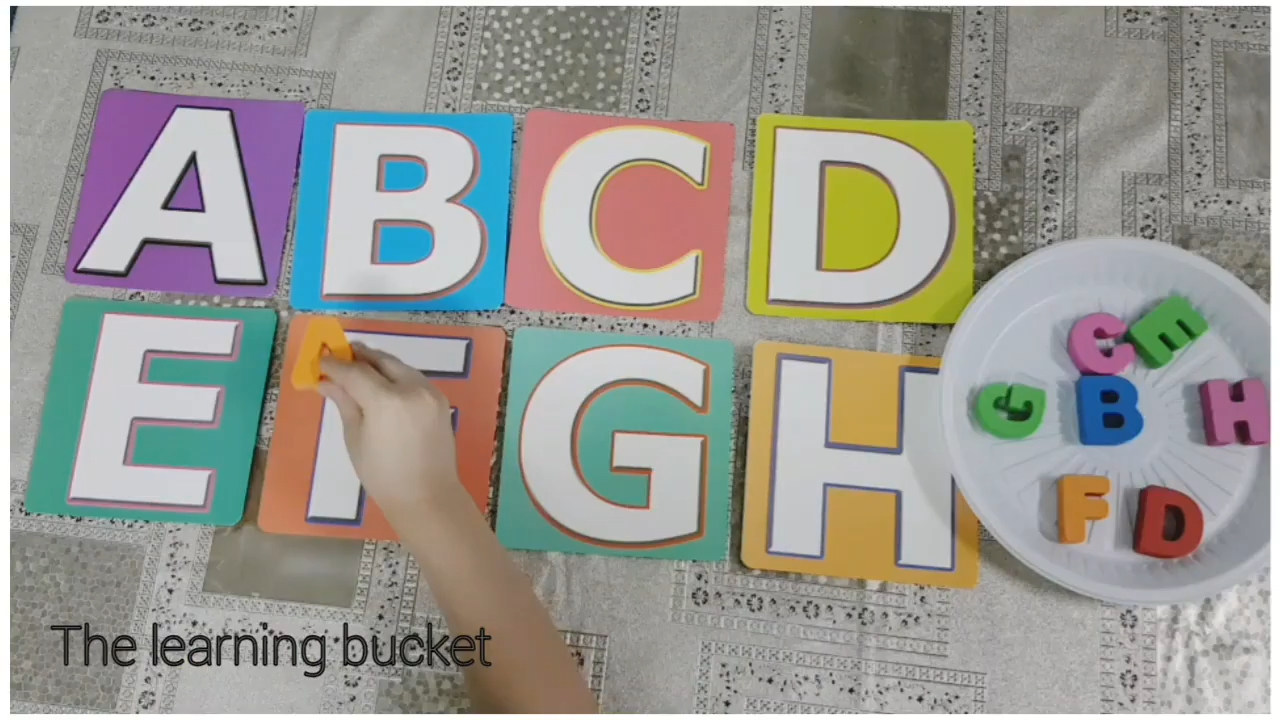 A B C D
E F G H
A
C E
G B H
F D
The learning bucket